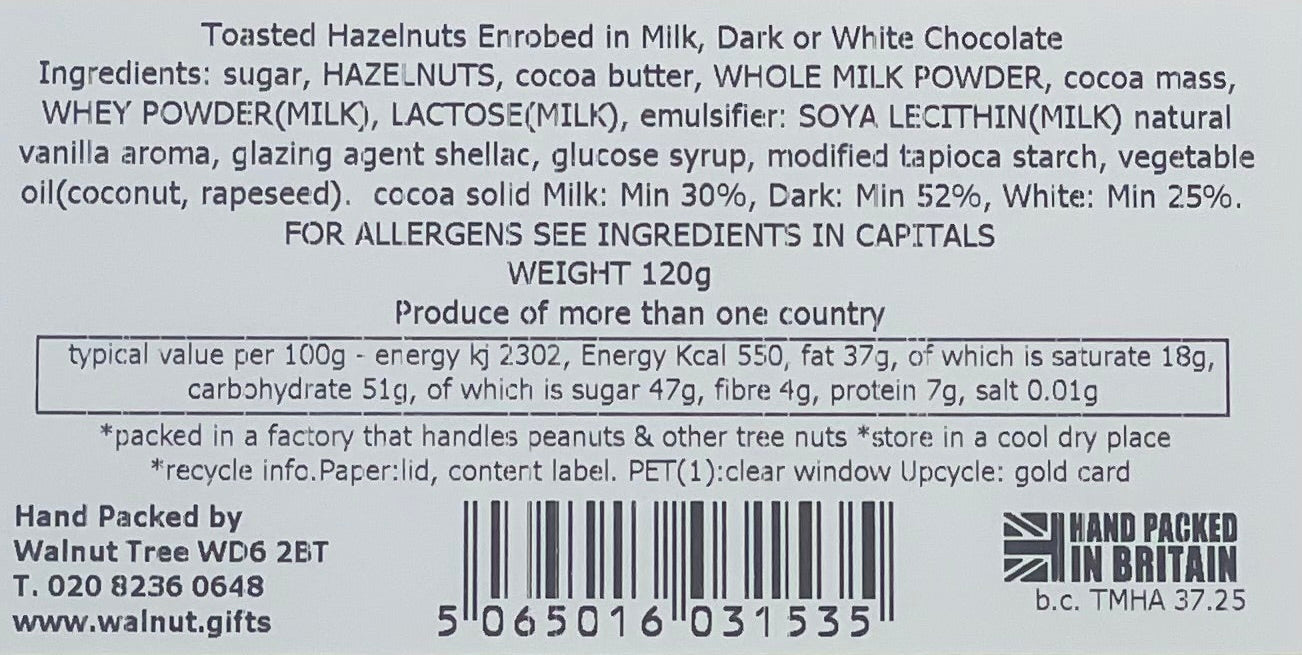 Toasted Hazelnuts Enrobed in Milk, Dark or White Chocolate
Ingredients: sugar, HAZELNUTS, cocoa butter, WHOLE MILK POWDER, cocoa mass,
WHEY POWDER(MILK), LACTOSE(MILK), emulsifier: SOYA LECITHIN(MILK) natural
vanilla aroma, glazing agent shellac, glucose syrup, modified tapioca starch, vegetable
oil(coconut, rapeseed). cocoa solid Milk: Min 30%, Dark: Min 52%, White: Min 25%.
FOR ALLERGENS SEE INGREDIENTS IN CAPITALS
WEIGHT 120g
Produce of more than one country
typical value per 100g - energy kj 2302, Energy Kcal 550, fat 37g, of which is saturate 18g,
carbohydrate 51g, of which is sugar 47g, fibre 4g, protein 7g, salt 0.01g
*packed in a factory that handles peanuts & other tree nuts *store in a cool dry place
*recycle info.Paper:lid, content label. PET(1):clear window Upcycle: gold card
Hand Packed by
Walnut Tree WD6 2BT
T. 020 8236 0648
www.walnut.gifts
5 065016 031535
HAND PACKED
IN BRITAIN
b.c. TMHA 37.25